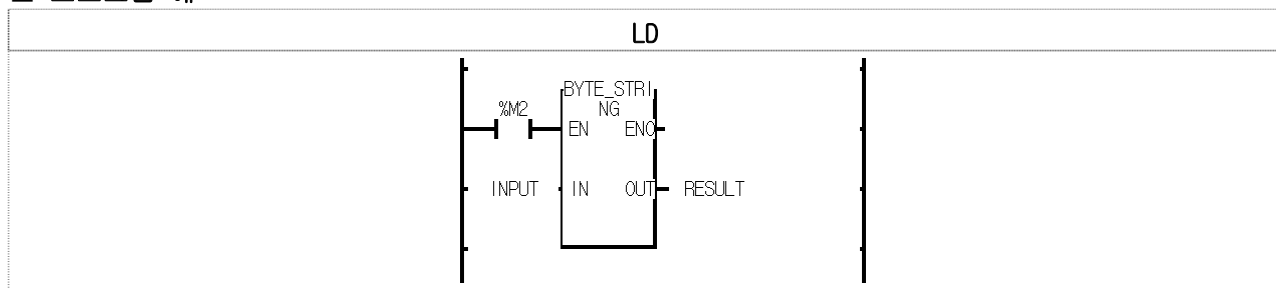 LD
BYTE_STRI
NG
%M2
EN ENO
INPUT IN OUT RESULT